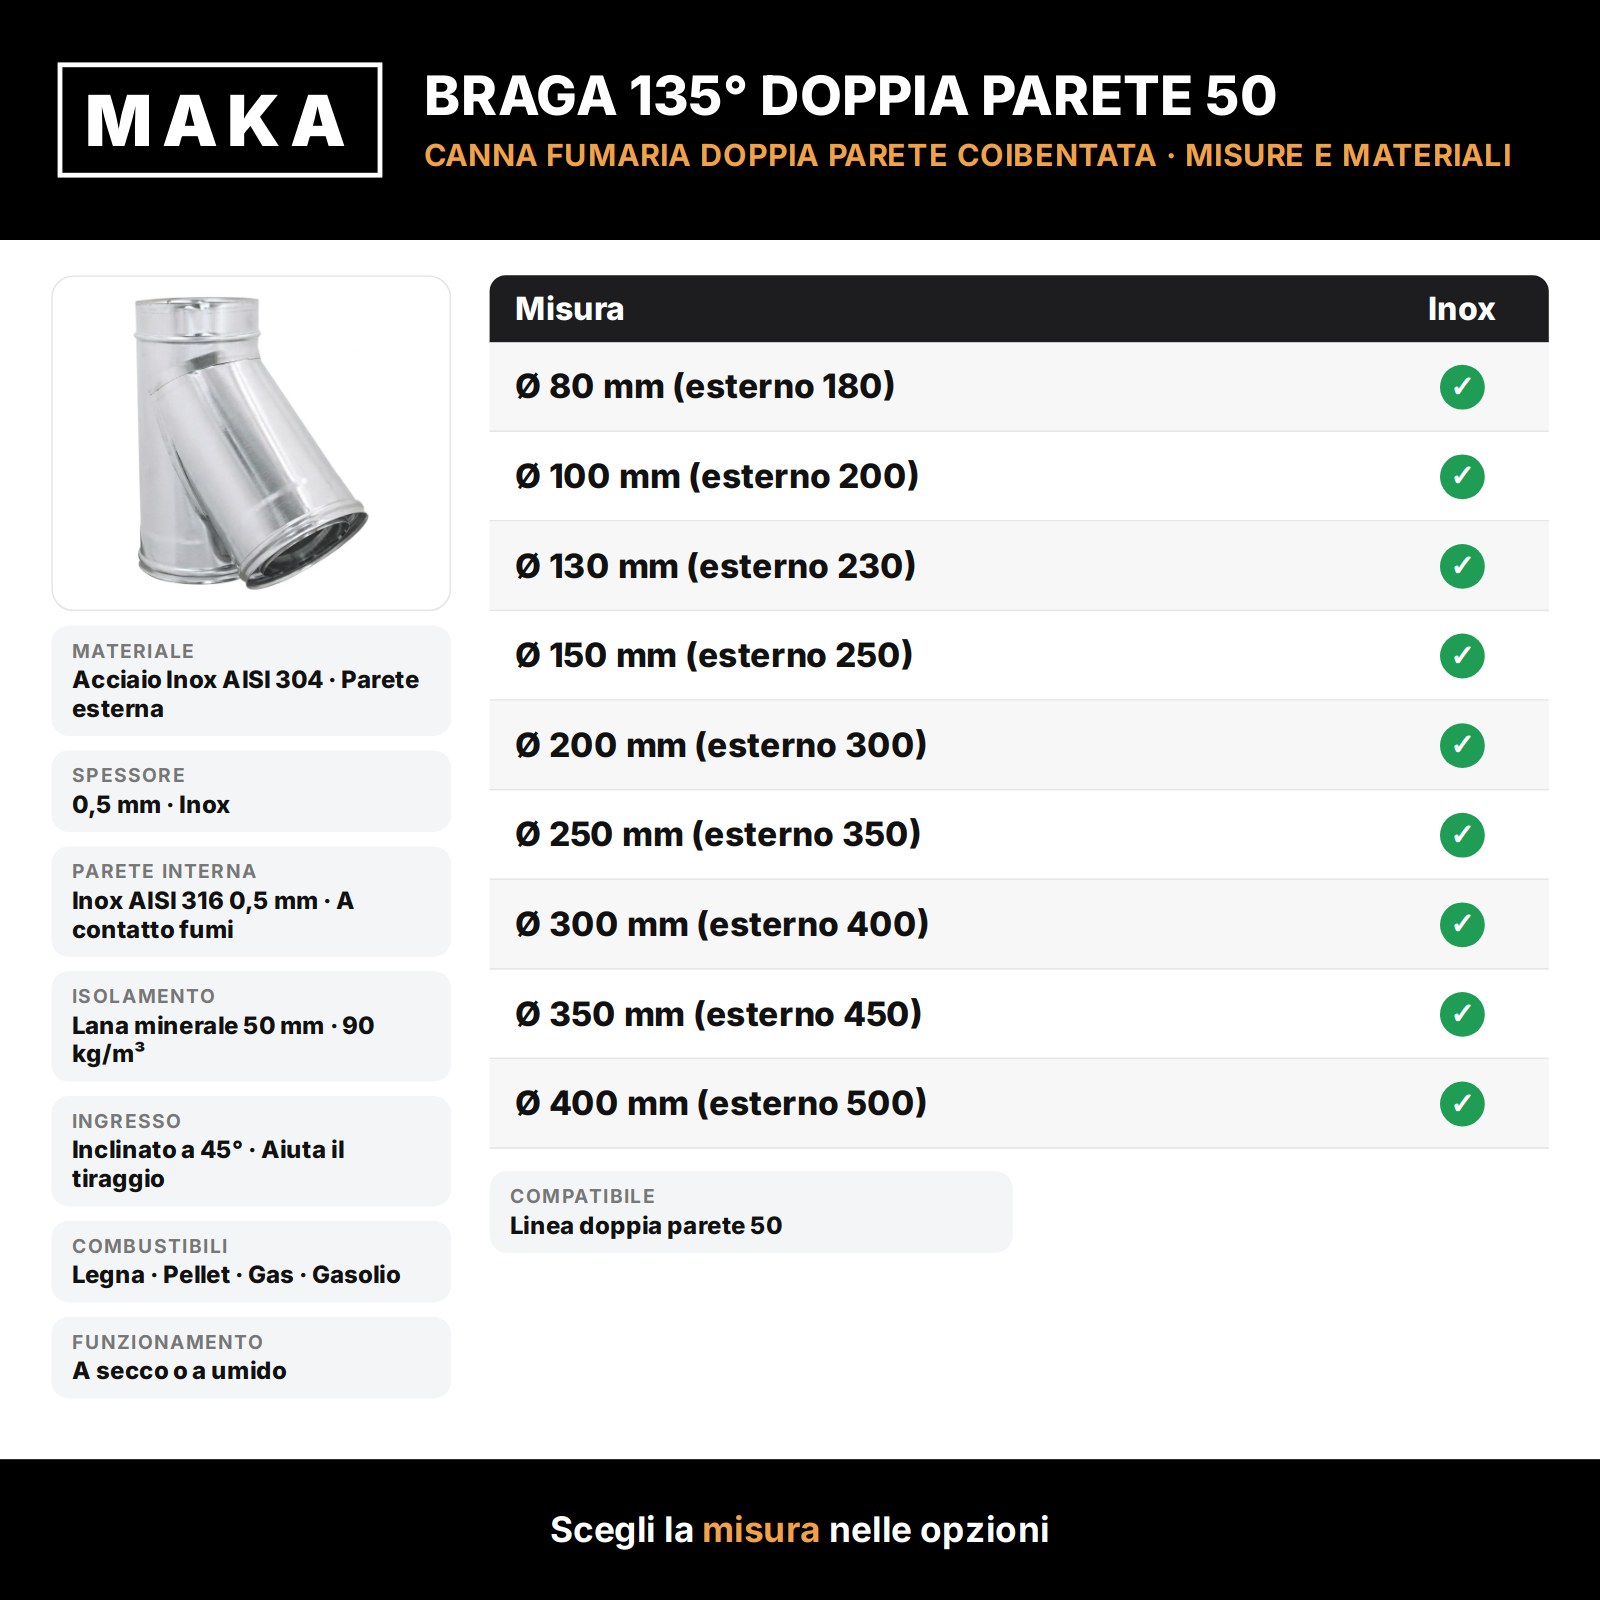 MAKA
BRAGA 135° DOPPIA PARETE 50
CANNA FUMARIA DOPPIA PARETE COIBENTATA · MISURE E MATERIALI
MATERIALE
Acciaio Inox AISI 304 · Parete
esterna
SPESSORE
0,5 mm · Inox
PARETE INTERNA
Inox AISI 316 0,5 mm · A
contatto fumi
ISOLAMENTO
Lana minerale 50 mm · 90
kg/m³
INGRESSO
Inclinato a 45° · Aiuta il
tiraggio
COMBUSTIBILI
Legna · Pellet · Gas · Gasolio
FUNZIONAMENTO
A secco o a umido
Misura Inox
Ø 80 mm (esterno 180) ✓
Ø 100 mm (esterno 200) ✓
Ø 130 mm (esterno 230) ✓
Ø 150 mm (esterno 250) ✓
Ø 200 mm (esterno 300) ✓
Ø 250 mm (esterno 350) ✓
Ø 300 mm (esterno 400) ✓
Ø 350 mm (esterno 450) ✓
Ø 400 mm (esterno 500) ✓
COMPATIBILE
Linea doppia parete 50
Scegli la misura nelle opzioni